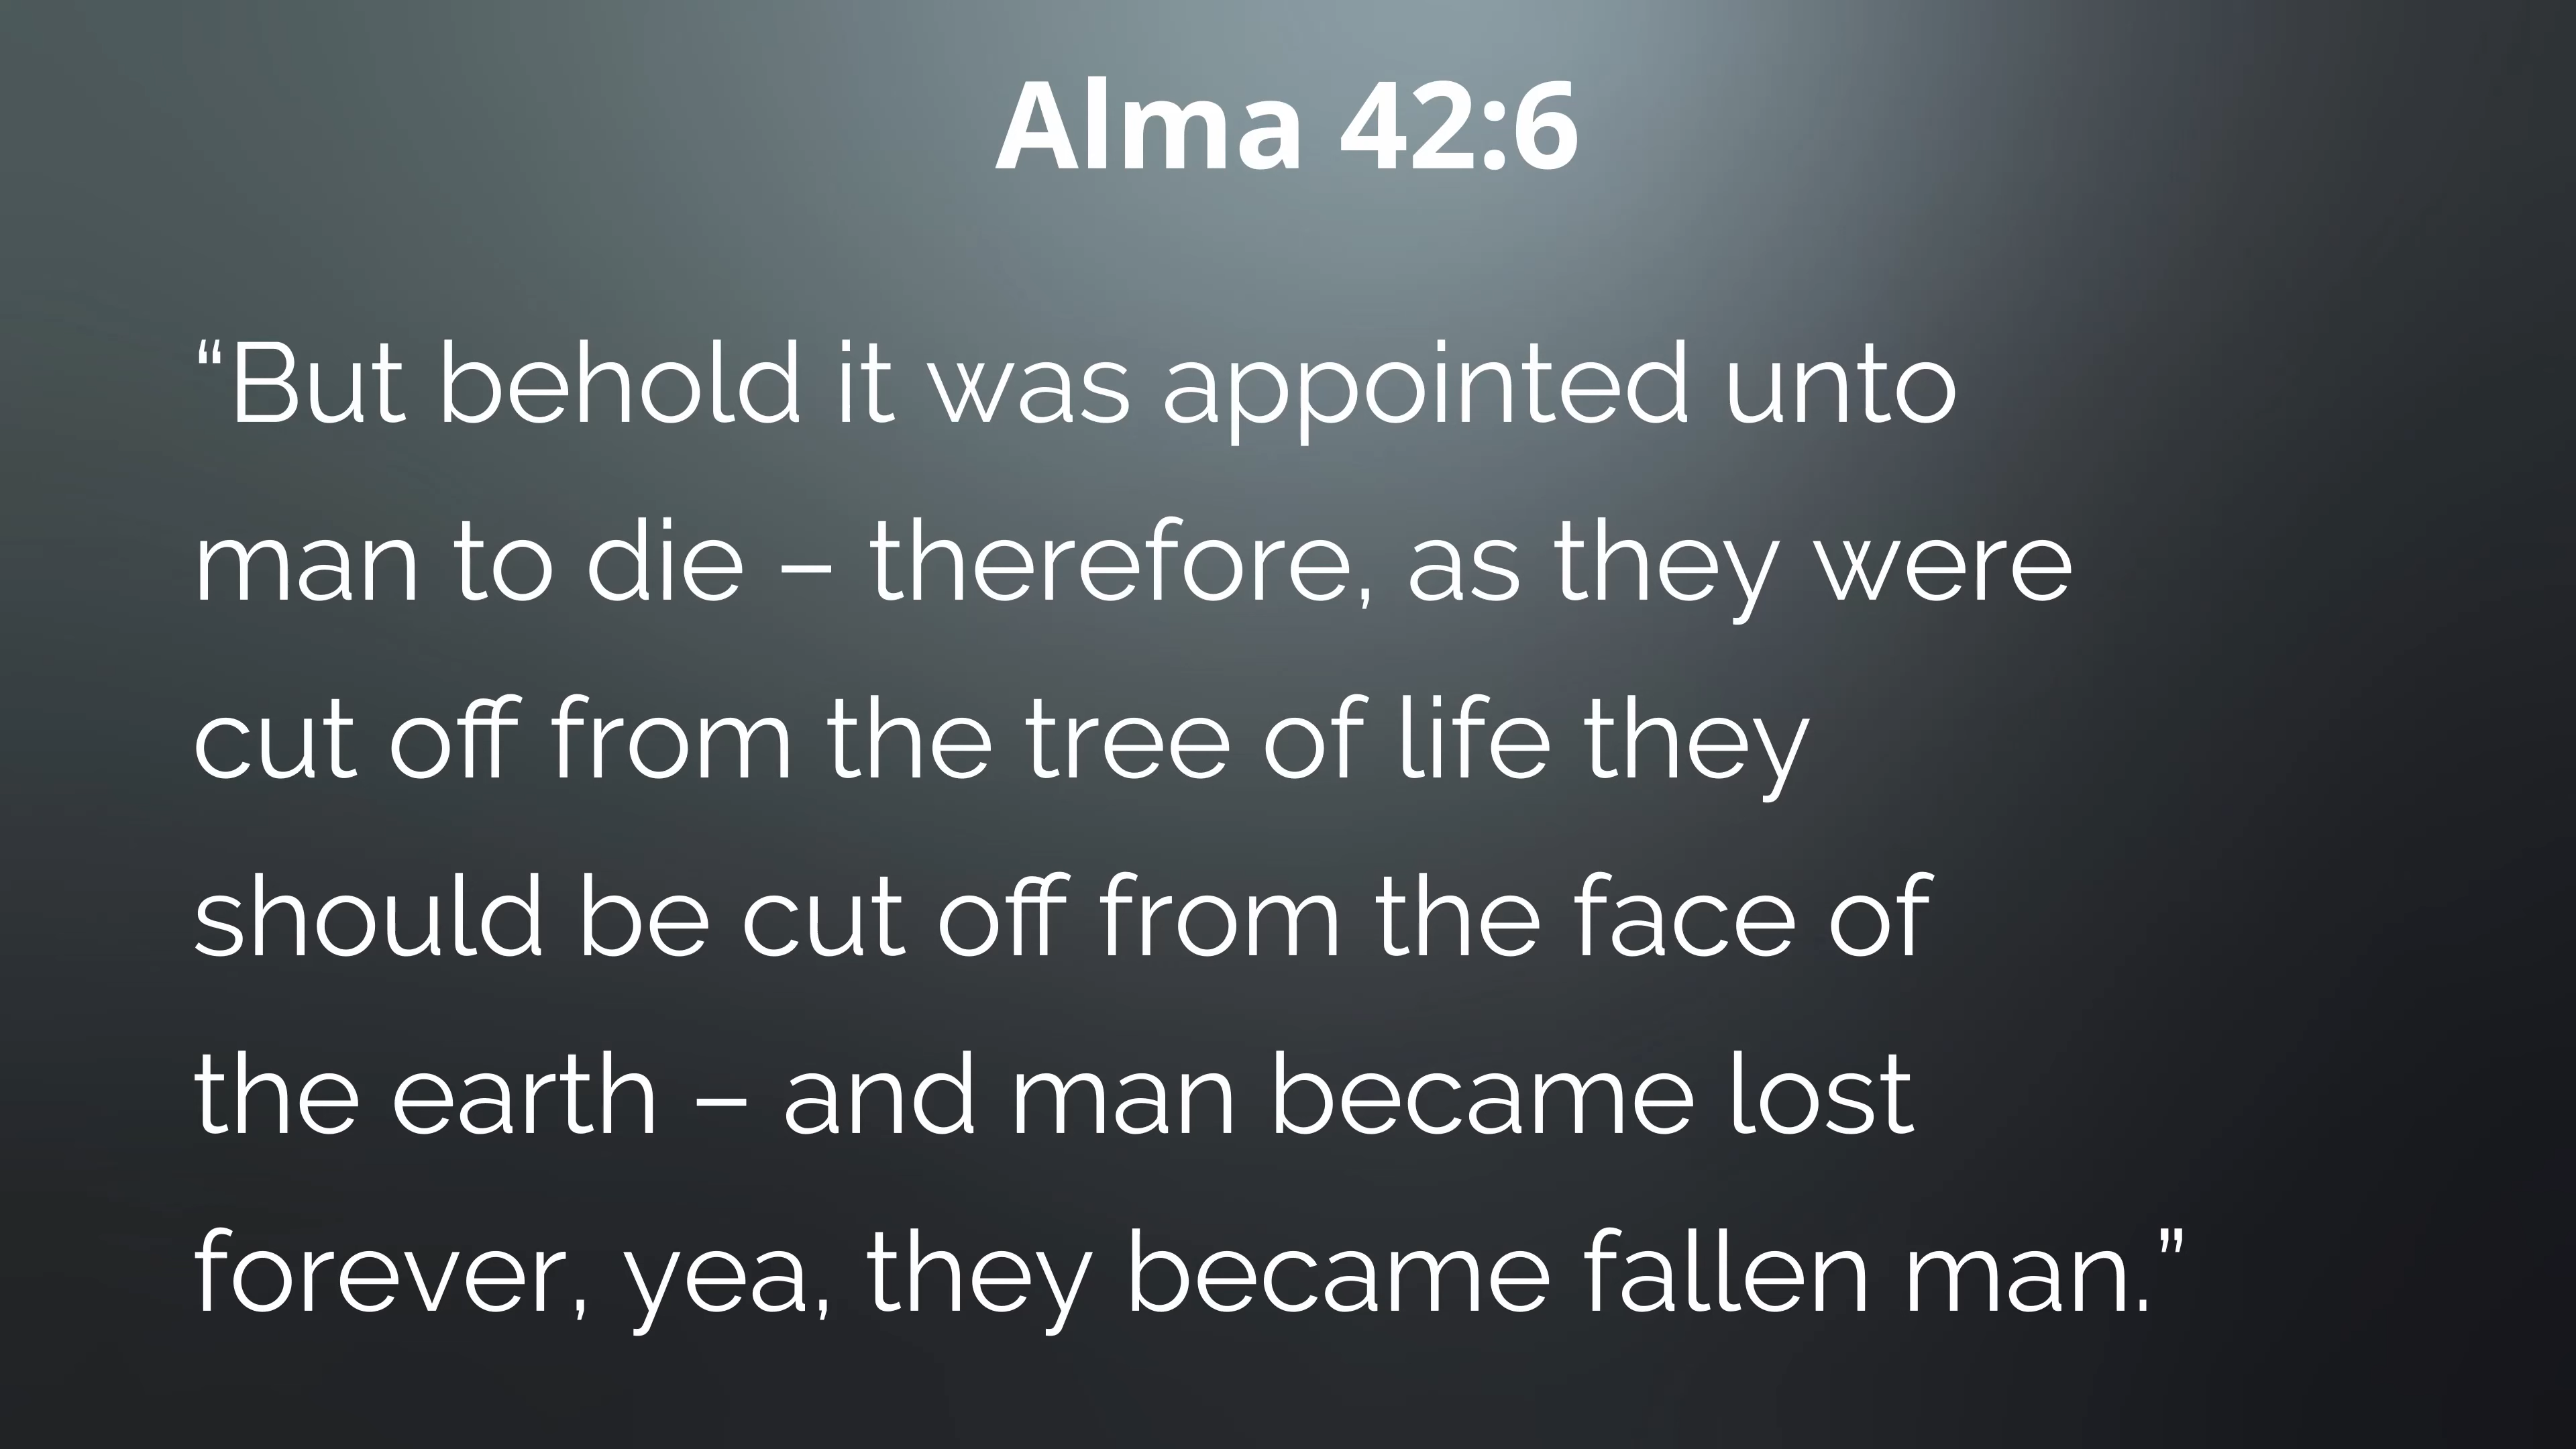 Alma 42:6
“But behold it was appointed unto
man to die – therefore, as they were
cut off from the tree of life they
should be cut off from the face of
the earth – and man became lost
forever, yea, they became fallen man.”